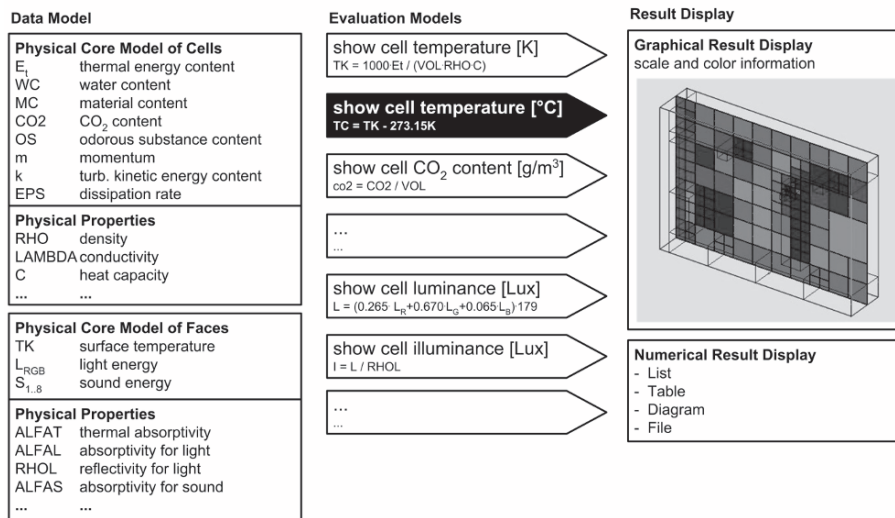 Data Model
Physical Core Model of Cells
Et thermal energy content
WC water content
MC material content
CO2 CO2 content
OS odorous substance content
m momentum
k turb. kinetic energy content
EPS dissipation rate
Physical Properties
RHO density
LAMBDA conductivity
C heat capacity
... ...
Physical Core Model of Faces
TK surface temperature
LRGB light energy
S1..8 sound energy
Physical Properties
ALFAT thermal absorptivity
ALFAL absorptivity for light
RHOL reflectivity for light
ALFAS absorptivity for sound
... ...
Evaluation Models
show cell temperature [K]
TK = 1000·Et / (VOL·RHO·C)
show cell temperature [°C]
TC = TK - 273.15K
show cell CO2 content [g/m³]
co2 = CO2 / VOL
...
...
show cell luminance [Lux]
L = (0.265· LR+0.670·LG+0.065·LB)·179
show cell illuminance [Lux]
I = L / RHOL
...
...
Result Display
Graphical Result Display
scale and color information
Numerical Result Display
- List
- Table
- Diagram
- File